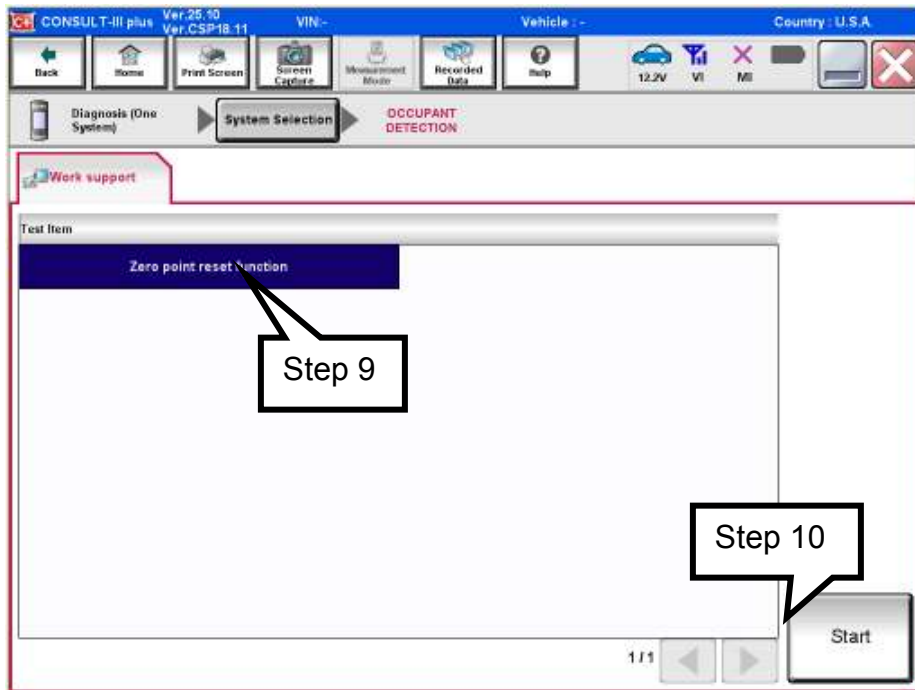 C+ CONSULT-III plus Ver.25.10 VIN:- Vehicle : - Country : U.S.A.
Ver.CSP18.11
Back Home Print Screen Screen Capture Measurement Mode Recorded Data Help 12.2V VI MI
Diagnosis (One System) System Selection OCCUPANT DETECTION
Work support
Test Item
Zero point reset function
Step 9
Step 10
Start
1/1